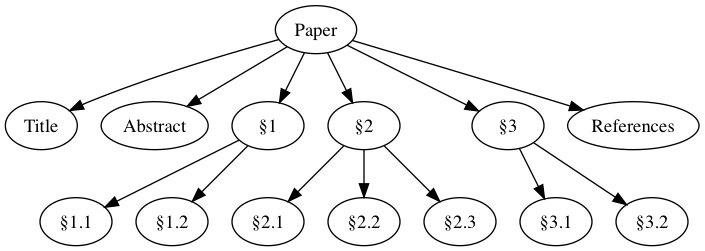 Paper
Title Abstract §1 §2 §3 References
§1.1 §1.2 §2.1 §2.2 §2.3 §3.1 §3.2